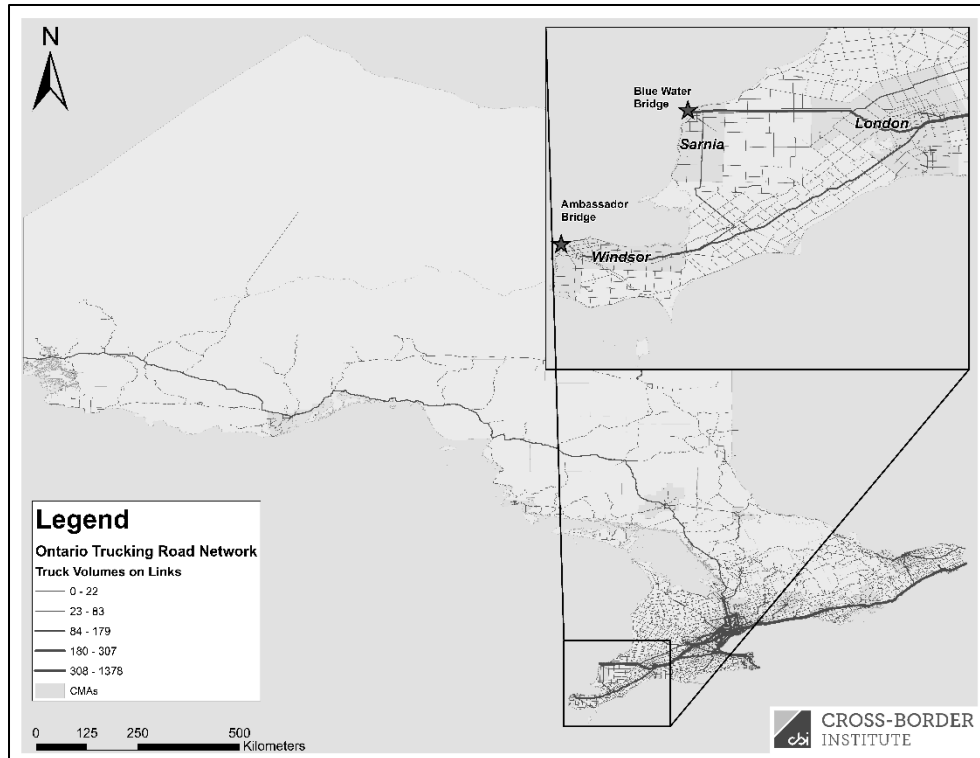 N
Blue Water
Bridge
London
Sarnia
Ambassador
Bridge
Windsor
Legend
Ontario Trucking Road Network
Truck Volumes on Links
0 - 22
23 - 83
84 - 179
180 - 307
308 - 1378
CMAs
0 125 250 500
Kilometers
cbi CROSS-BORDER
INSTITUTE